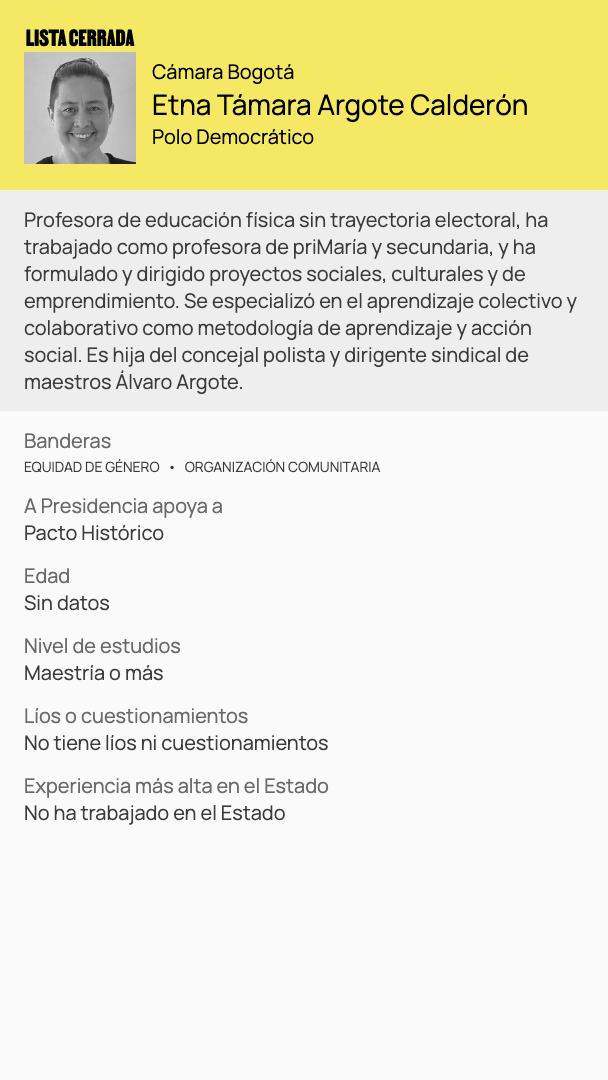 LISTA CERRADA
Cámara Bogotá
Etna Támara Argote Calderón
Polo Democrático
Profesora de educación física sin trayectoria electoral, ha
trabajado como profesora de priMaría y secundaria, y ha
formulado y dirigido proyectos sociales, culturales y de
emprendimiento. Se especializó en el aprendizaje colectivo y
colaborativo como metodología de aprendizaje y acción
social. Es hija del concejal polista y dirigente sindical de
maestros Álvaro Argote.
Banderas
EQUIDAD DE GÉNERO • ORGANIZACIÓN COMUNITARIA
A Presidencia apoya a
Pacto Histórico
Edad
Sin datos
Nivel de estudios
Maestría o más
Líos o cuestionamientos
No tiene líos ni cuestionamientos
Experiencia más alta en el Estado
No ha trabajado en el Estado